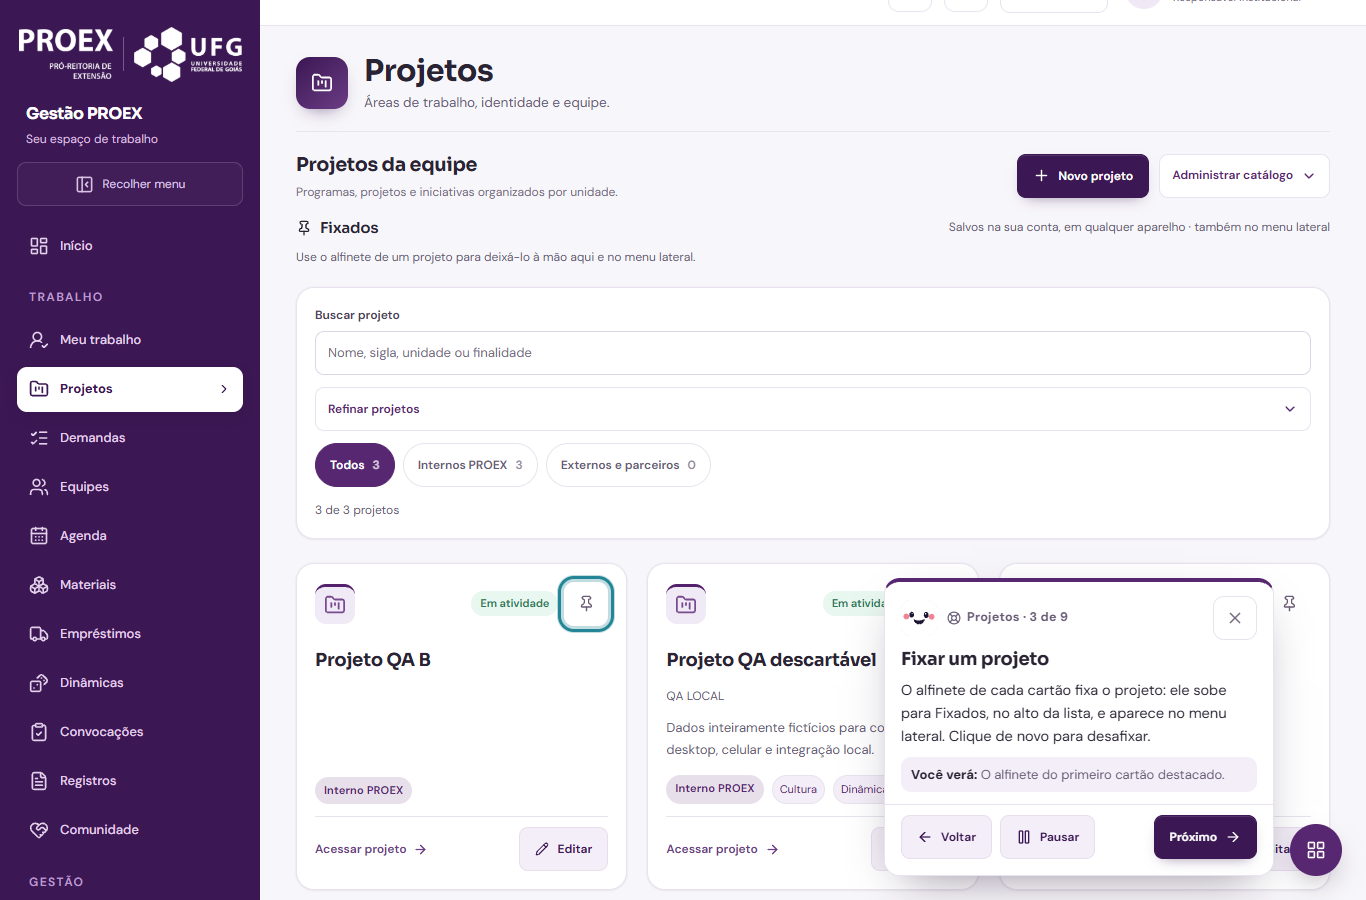 PROEX
PRÓ-REITORIA DE
EXTENSÃO
UFG
UNIVERSIDADE
FEDERAL DE GOIÁS
Gestão PROEX
Seu espaço de trabalho
Recolher menu
Início
TRABALHO
Meu trabalho
Projetos
Demandas
Equipes
Agenda
Materiais
Empréstimos
Dinâmicas
Convocações
Registros
Comunidade
GESTÃO
Projetos
Áreas de trabalho, identidade e equipe.
Projetos da equipe
Programas, projetos e iniciativas organizados por unidade.
Novo projeto
Administrar catálogo
Fixados
Salvos na sua conta, em qualquer aparelho · também no menu lateral
Use o alfinete de um projeto para deixá-lo à mão aqui e no menu lateral.
Buscar projeto
Nome, sigla, unidade ou finalidade
Refinar projetos
Todos 3
Internos PROEX 3
Externos e parceiros 0
3 de 3 projetos
Em atividade
Projeto QA B
Interno PROEX
Acessar projeto
Editar
Em ativida
Projeto QA descartável
QA LOCAL
Dados inteiramente fictícios para co
desktop, celular e integração local.
Interno PROEX
Cultura
Dinâmica
Acessar projeto
Projetos · 3 de 9
Fixar um projeto
O alfinete de cada cartão fixa o projeto: ele sobe
para Fixados, no alto da lista, e aparece no menu
lateral. Clique de novo para desafixar.
Você verá: O alfinete do primeiro cartão destacado.
Voltar
Pausar
Próximo